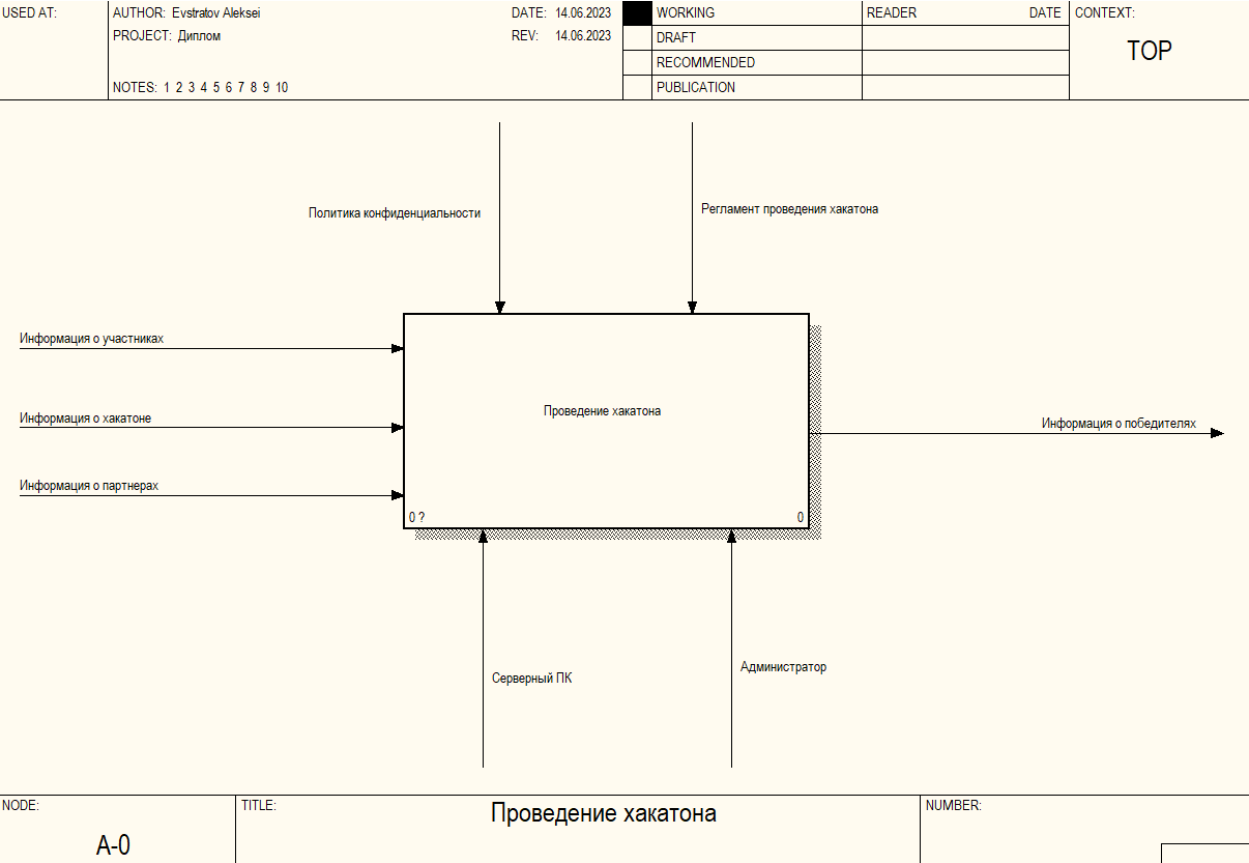 USED AT:
AUTHOR: Evstratov Aleksei
DATE: 14.06.2023
WORKING
READER
DATE
CONTEXT:
PROJECT: Диплом
REV: 14.06.2023
DRAFT
TOP
RECOMMENDED
NOTES: 1 2 3 4 5 6 7 8 9 10
PUBLICATION
Политика конфиденциальности
Регламент проведения хакатона
Информация о участниках
Проведение хакатона
Информация о хакатоне
Информация о победителях
Информация о партнерах
0 ?
0
Серверный ПК
Администратор
NODE:
TITLE:
Проведение хакатона
NUMBER:
A-0